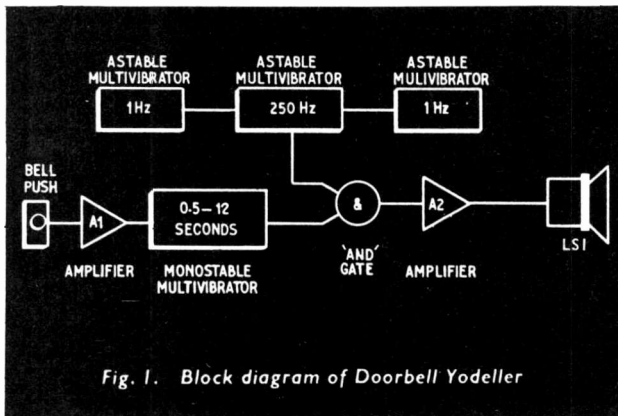 ASTABLE MULTIVIBRATOR
1Hz
ASTABLE MULTIVIBRATOR
250 Hz
ASTABLE MULIVIBRATOR
1 Hz
BELL PUSH
A1
AMPLIFIER
0·5–12 SECONDS
MONOSTABLE MULTIVIBRATOR
&
'AND' GATE
A2
AMPLIFIER
LS1
Fig. 1. Block diagram of Doorbell Yodeller